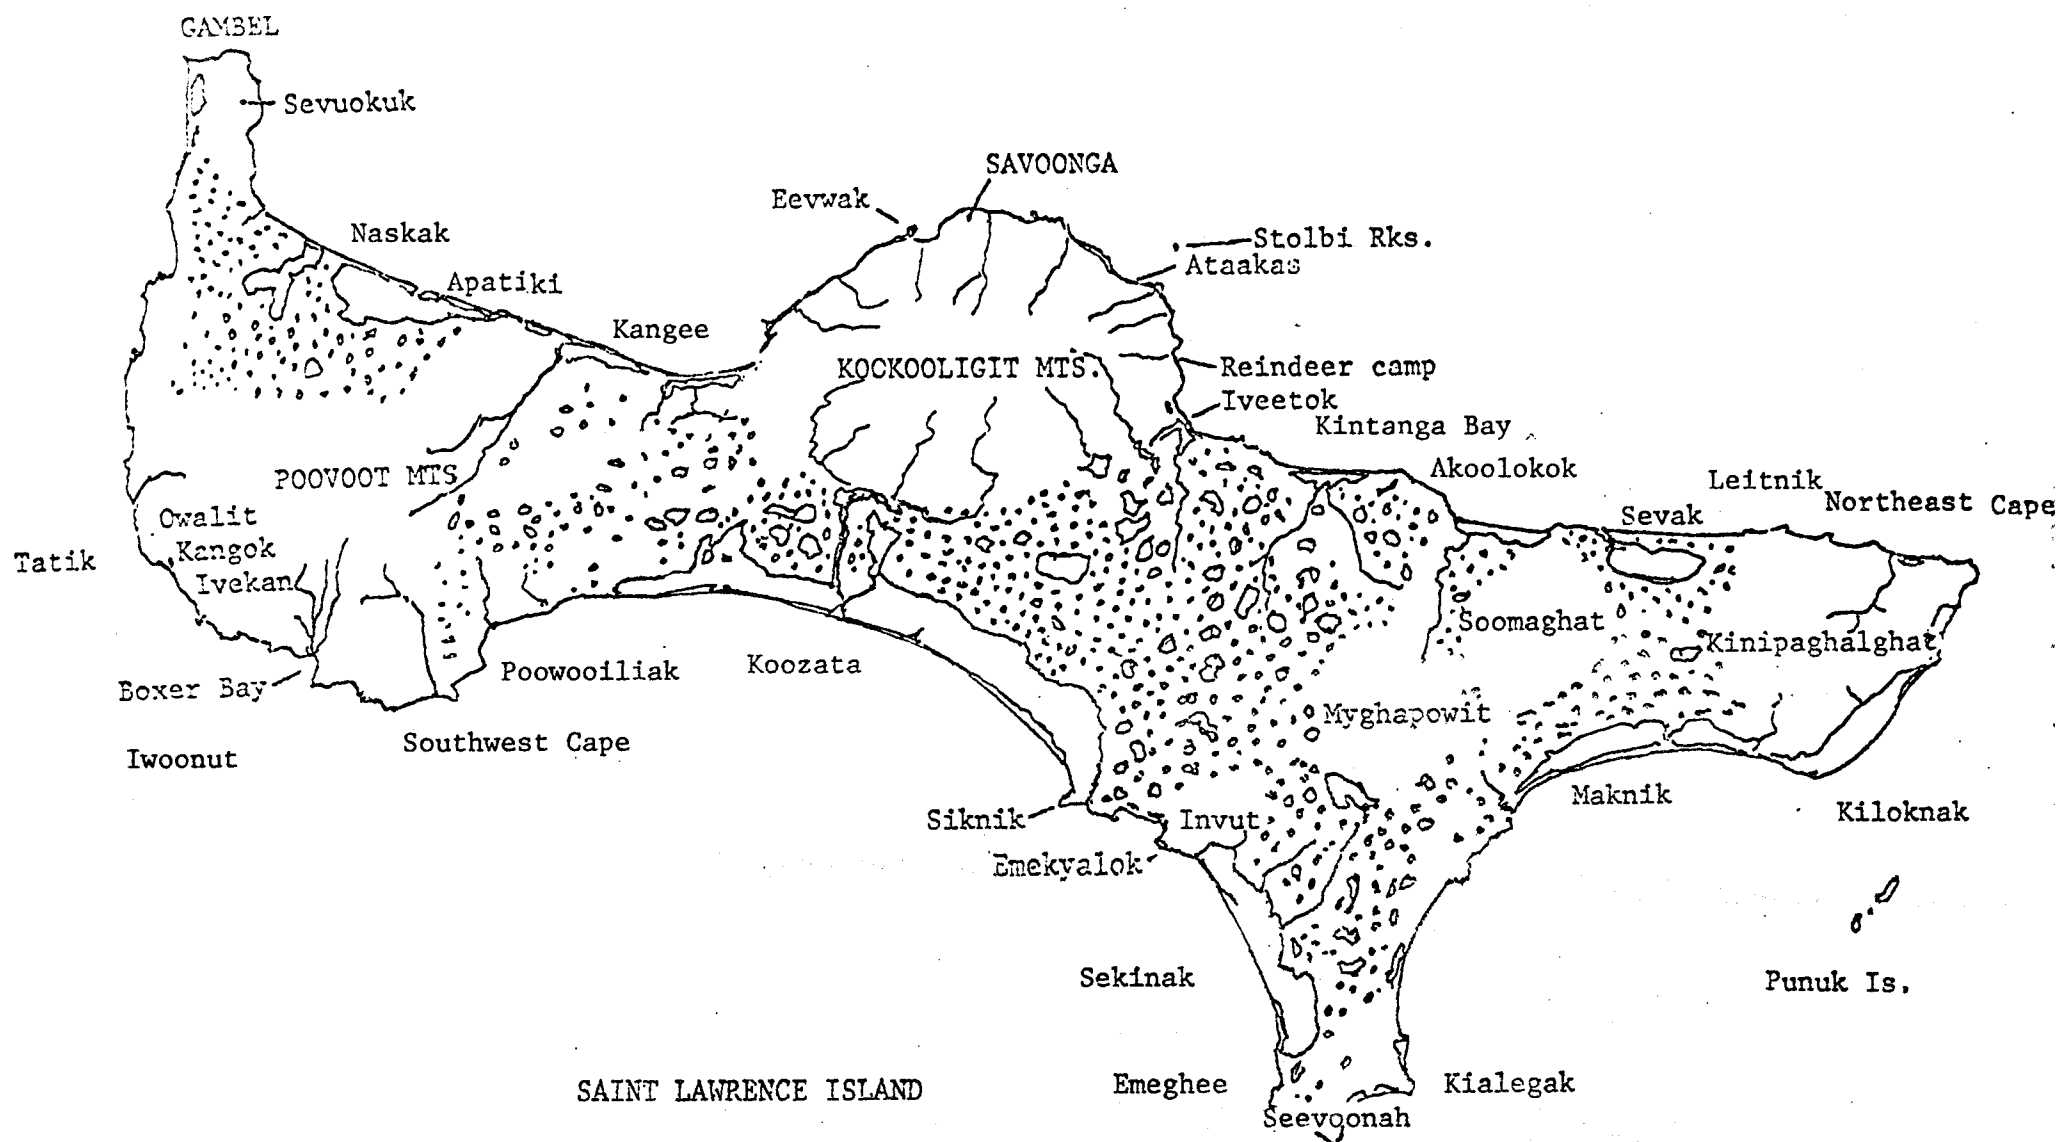 GAMBEL
Sevuokuk
SAVOONGA
Eevwak
Naskak
Stolbi Rks.
Ataakas
Apatiki
Kangee
KOOKOOLIGIT MTS.
Reindeer camp
Iveetok
Kintanga Bay
Akoolokok
POOVOOT MTS
Leitnik
Northeast Cape
Sevak
Owalit
Kangok
Tatik
Ivekan
Soomaghat
Kinipaghalghat
Poowooiliak
Koozata
Boxer Bay
Myghapowit
Southwest Cape
Iwoonut
Maknik
Kiloknak
Siknik
Invut
Emekyalok
Sekinak
Punuk Is.
SAINT LAWRENCE ISLAND
Emeghee
Kialegak
Seevoonah